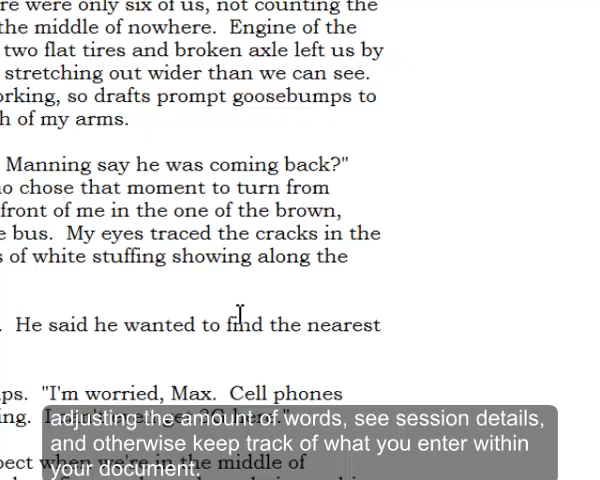 re were only six of us, not counting the
the middle of nowhere. Engine of the
two flat tires and broken axle left us by
stretching out wider than we can see.
orking, so drafts prompt goosebumps to
h of my arms.
Manning say he was coming back?"
o chose that moment to turn from
front of me in the one of the brown,
e bus. My eyes traced the cracks in the
s of white stuffing showing along the
. He said he wanted to find the nearest
ps. "I'm worried, Max. Cell phones
ing. I
adjusting the amount of words, see session details,
and otherwise keep track of what you enter within
pect when we're in the middle of
your document.